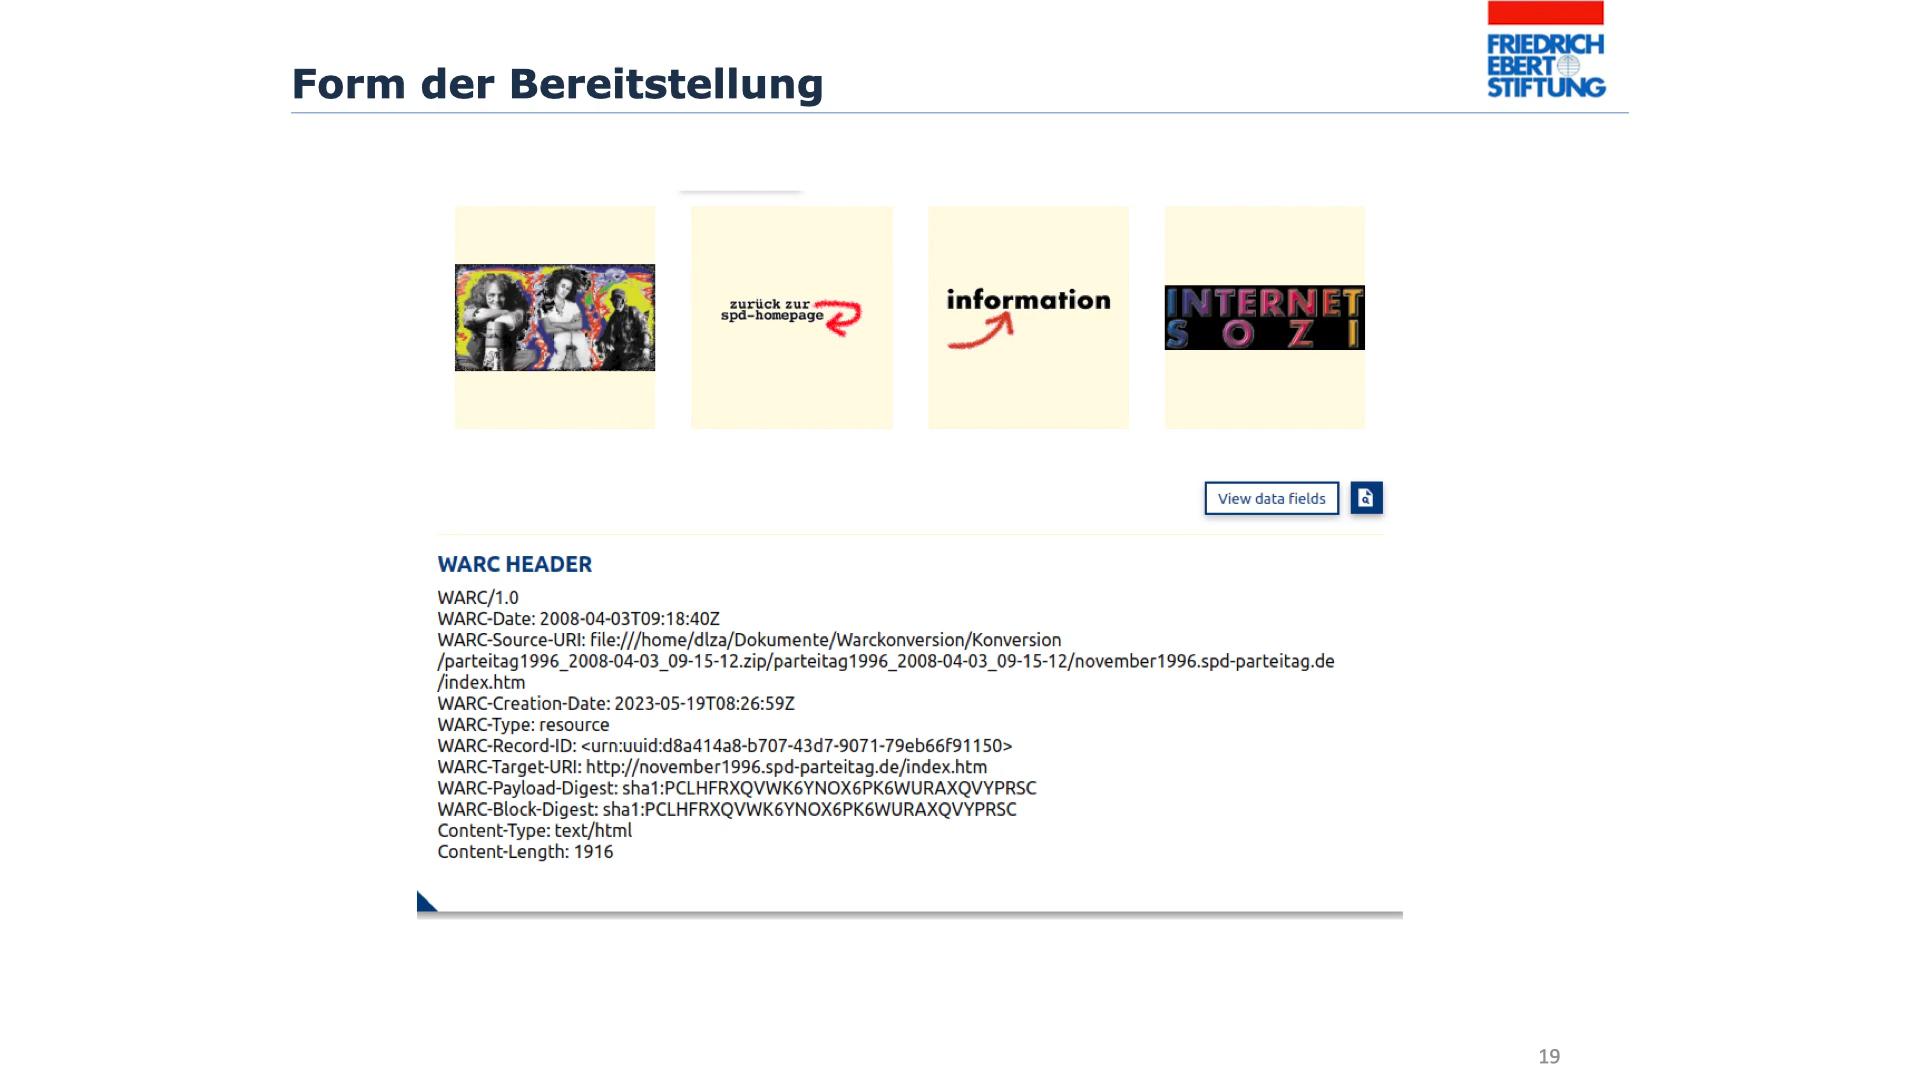 Form der Bereitstellung
FRIEDRICH
EBERT
STIFTUNG
zurück zur
spd-homepage
information
INTERNET
SOZI
View data fields
WARC HEADER
WARC/1.0
WARC-Date: 2008-04-03T09:18:40Z
WARC-Source-URI: file:///home/dlza/Dokumente/Warckonversion/Konversion
/parteitag1996_2008-04-03_09-15-12.zip/parteitag1996_2008-04-03_09-15-12/november1996.spd-parteitag.de
/index.htm
WARC-Creation-Date: 2023-05-19T08:26:59Z
WARC-Type: resource
WARC-Record-ID: <urn:uuid:d8a414a8-b707-43d7-9071-79eb66f91150>
WARC-Target-URI: http://november1996.spd-parteitag.de/index.htm
WARC-Payload-Digest: sha1:PCLHFRXQVWK6YNOX6PK6WURAXQVYPRSC
WARC-Block-Digest: sha1:PCLHFRXQVWK6YNOX6PK6WURAXQVYPRSC
Content-Type: text/html
Content-Length: 1916
19